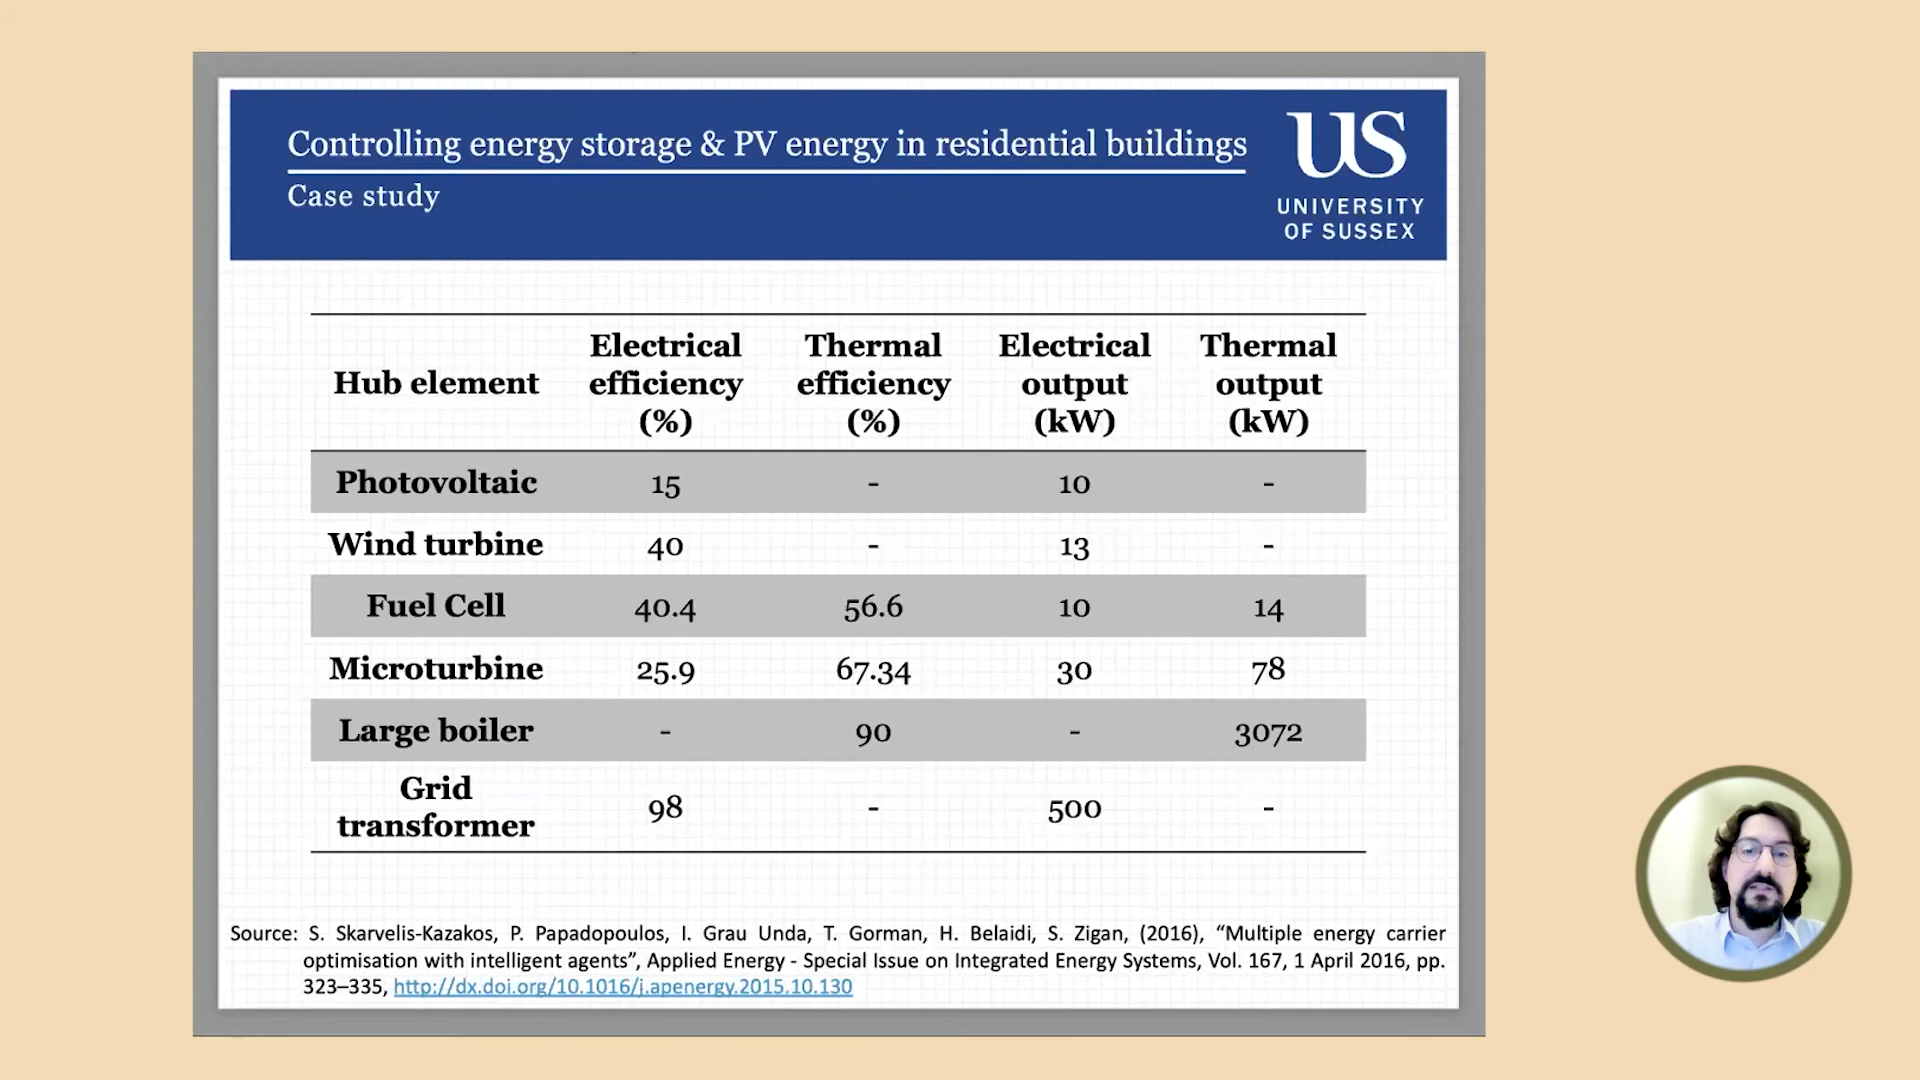 Controlling energy storage & PV energy in residential buildings
Case study
US
UNIVERSITY
OF SUSSEX
Hub element Electrical efficiency (%) Thermal efficiency (%) Electrical output (kW) Thermal output (kW)
Photovoltaic 15 - 10 -
Wind turbine 40 - 13 -
Fuel Cell 40.4 56.6 10 14
Microturbine 25.9 67.34 30 78
Large boiler - 90 - 3072
Grid transformer 98 - 500 -
Source: S. Skarvelis-Kazakos, P. Papadopoulos, I. Grau Unda, T. Gorman, H. Belaidi, S. Zigan, (2016), “Multiple energy carrier
optimisation with intelligent agents”, Applied Energy - Special Issue on Integrated Energy Systems, Vol. 167, 1 April 2016, pp.
323–335, http://dx.doi.org/10.1016/j.apenergy.2015.10.130